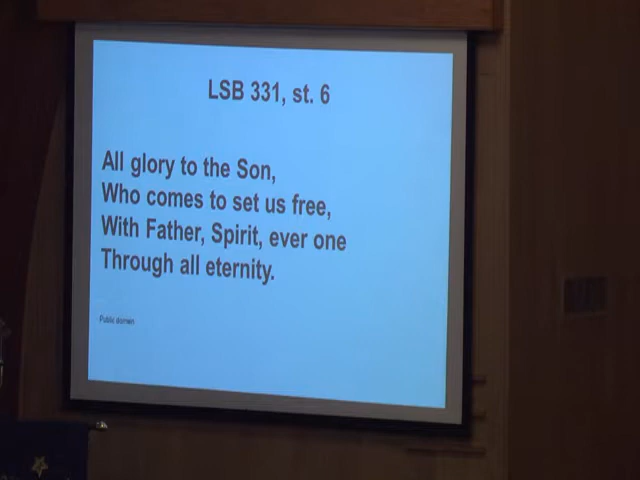 LSB 331, st. 6
All glory to the Son,
Who comes to set us free,
With Father, Spirit, ever one
Through all eternity.
Public domain